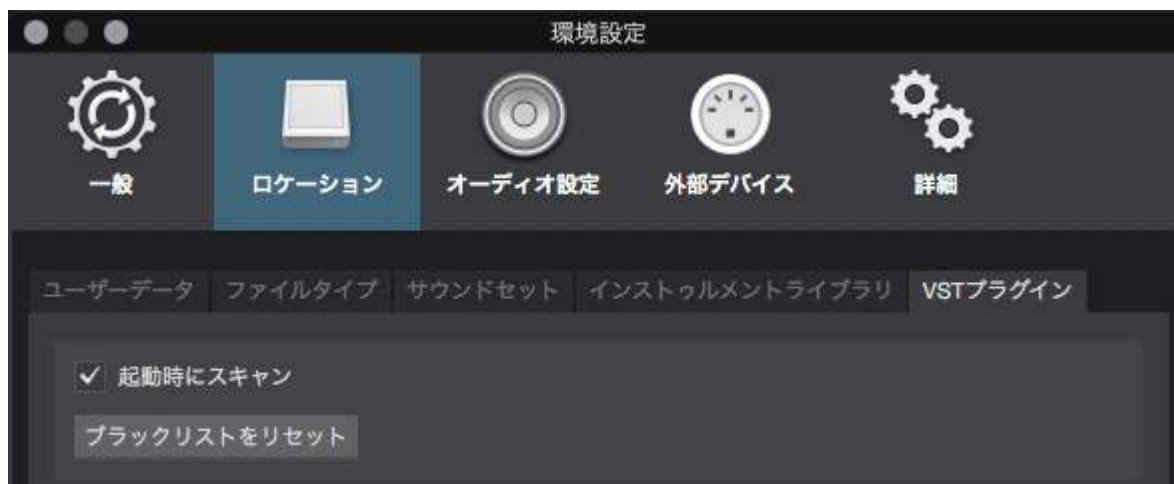 環境設定
一般 ロケーション オーディオ設定 外部デバイス 詳細
ユーザーデータ ファイルタイプ サウンドセット インストゥルメントライブラリ VSTプラグイン
起動時にスキャン
ブラックリストをリセット